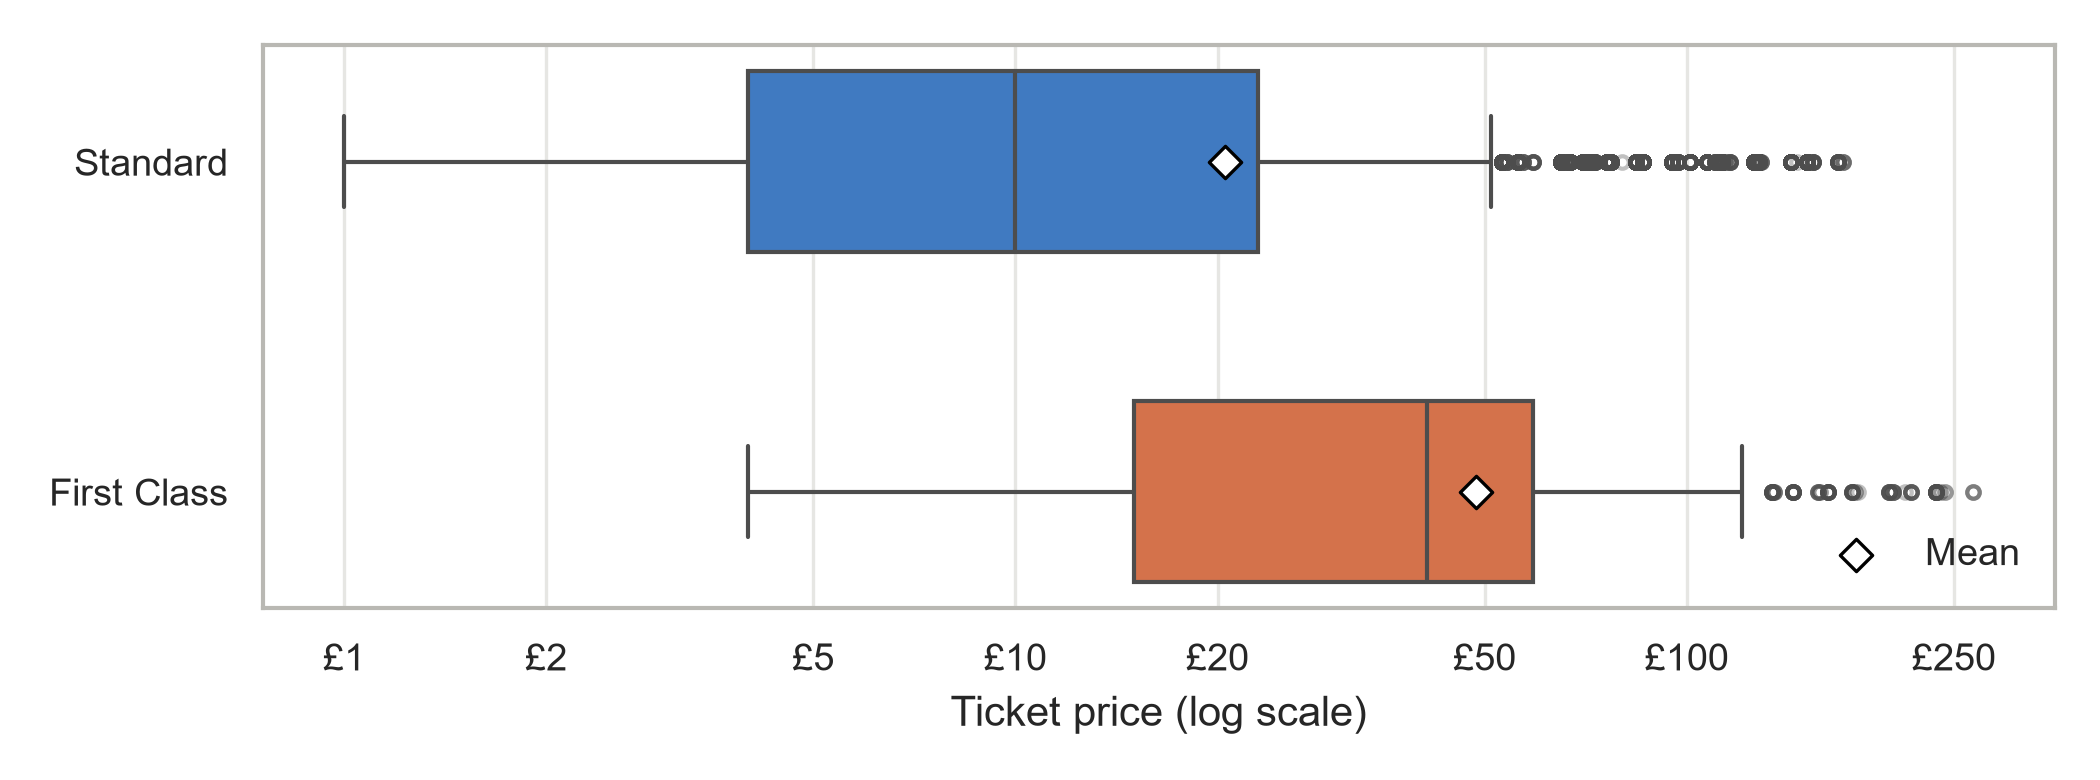 Standard
First Class
Mean
£1 £2 £5 £10 £20 £50 £100 £250
Ticket price (log scale)